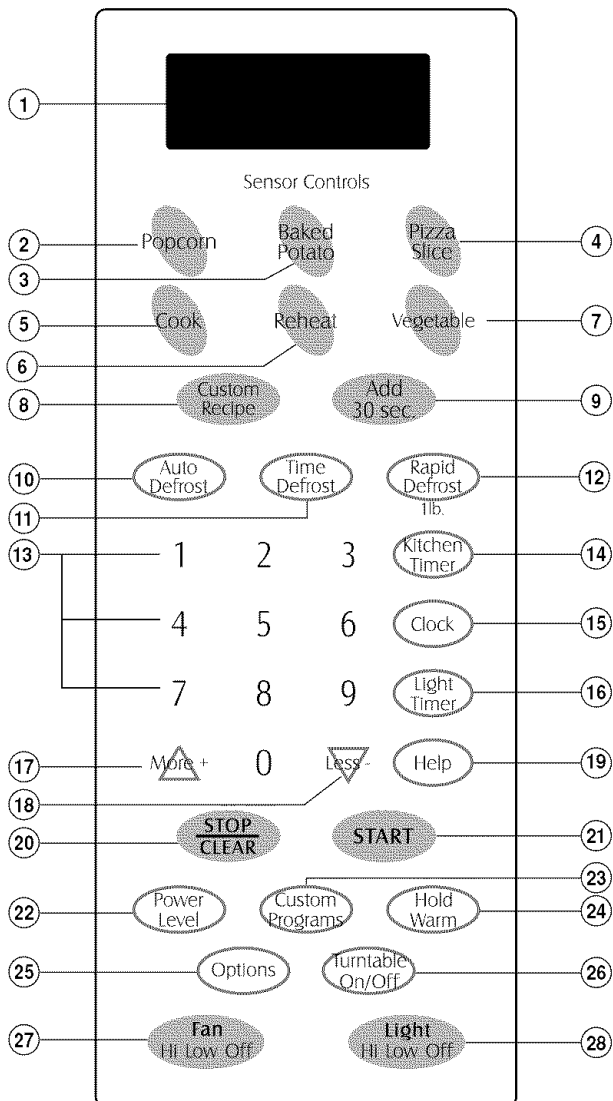 1
Sensor Controls
2 Popcorn Baked Potato Pizza Slice 4
3
5 Cook Reheat Vegetable 7
6
8 Custom Recipe Add 30 sec. 9
10 Auto Defrost Time Defrost Rapid Defrost 12
11 1lb.
13 1 2 3 Kitchen Timer 14
4 5 6 Clock 15
7 8 9 Light Timer 16
17 More + 0 Less - Help 19
18
20 STOP CLEAR START 21
23
22 Power Level Custom Programs Hold Warm 24
25 Options Turntable On/Off 26
27 Fan Hi Low Off Light Hi Low Off 28